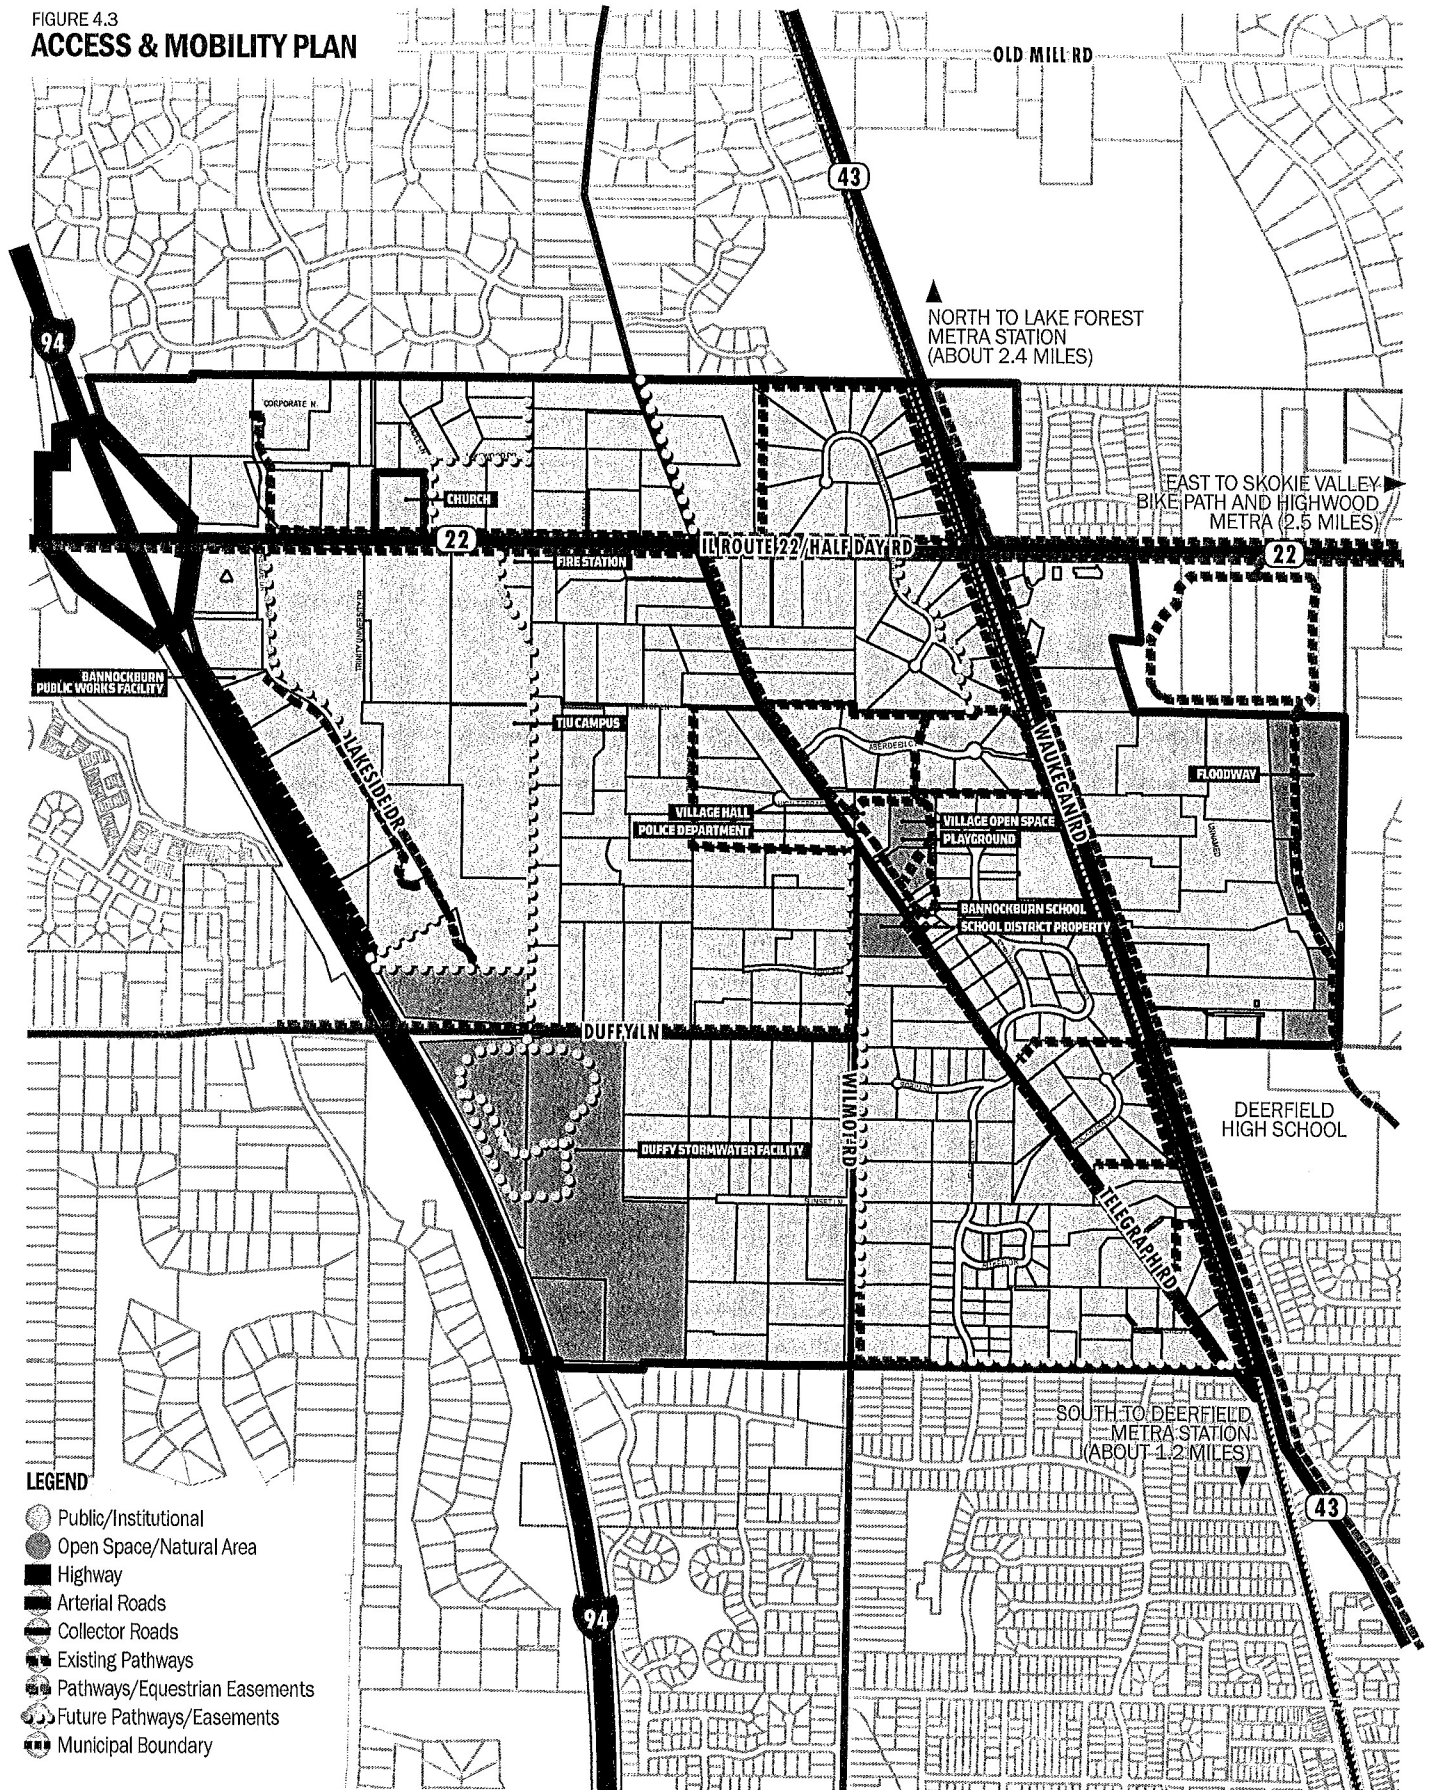 FIGURE 4.3
ACCESS & MOBILITY PLAN
OLD MILL RD
43
NORTH TO LAKE FOREST
METRA STATION
(ABOUT 2.4 MILES)
94
CORPORATE
CHURCH
EAST TO SKOKIE VALLEY
BIKE PATH AND HIGHWOOD
METRA (2.5 MILES)
22
IL ROUTE 22/HALF DAY RD
22
FIRE STATION
TRINITY UNIVERSITY DR
BANNOCKBURN
PUBLIC WORKS FACILITY
TIU CAMPUS
LAKESIDE DR
ABERDEEN CT
WAUKEGAN RD
FLOODWAY
VILLAGE HALL
POLICE DEPARTMENT
VILLAGE OPEN SPACE
PLAYGROUND
UNNAMED
BANNOCKBURN SCHOOL
SCHOOL DISTRICT PROPERTY
DUFFY LN
WILMOT RD
DEERFIELD
HIGH SCHOOL
DUFFY STORMWATER FACILITY
SUNSET LN
TELEGRAPH RD
SOUTH TO DEERFIELD
METRA STATION
(ABOUT 1.2 MILES)
43
94
LEGEND
Public/Institutional
Open Space/Natural Area
Highway
Arterial Roads
Collector Roads
Existing Pathways
Pathways/Equestrian Easements
Future Pathways/Easements
Municipal Boundary